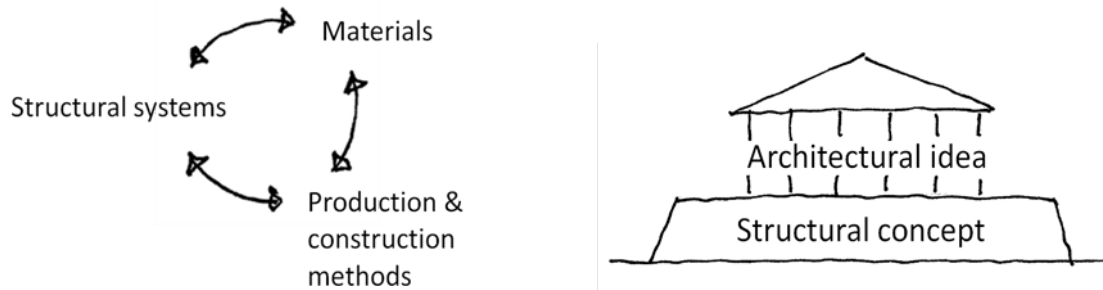 Materials
Structural systems
Production &
construction
methods
Architectural idea
Structural concept